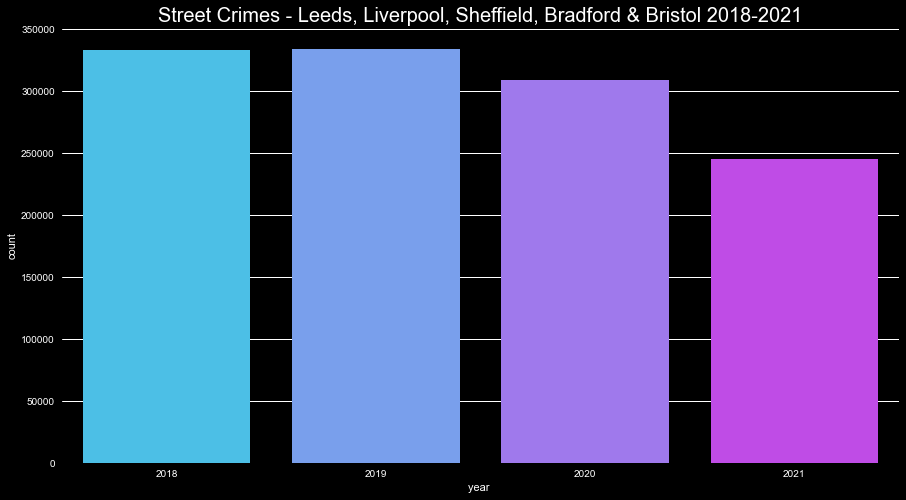 Street Crimes - Leeds, Liverpool, Sheffield, Bradford & Bristol 2018-2021
350000
300000
250000
200000
150000
100000
50000
0
count
2018 2019 2020 2021
year